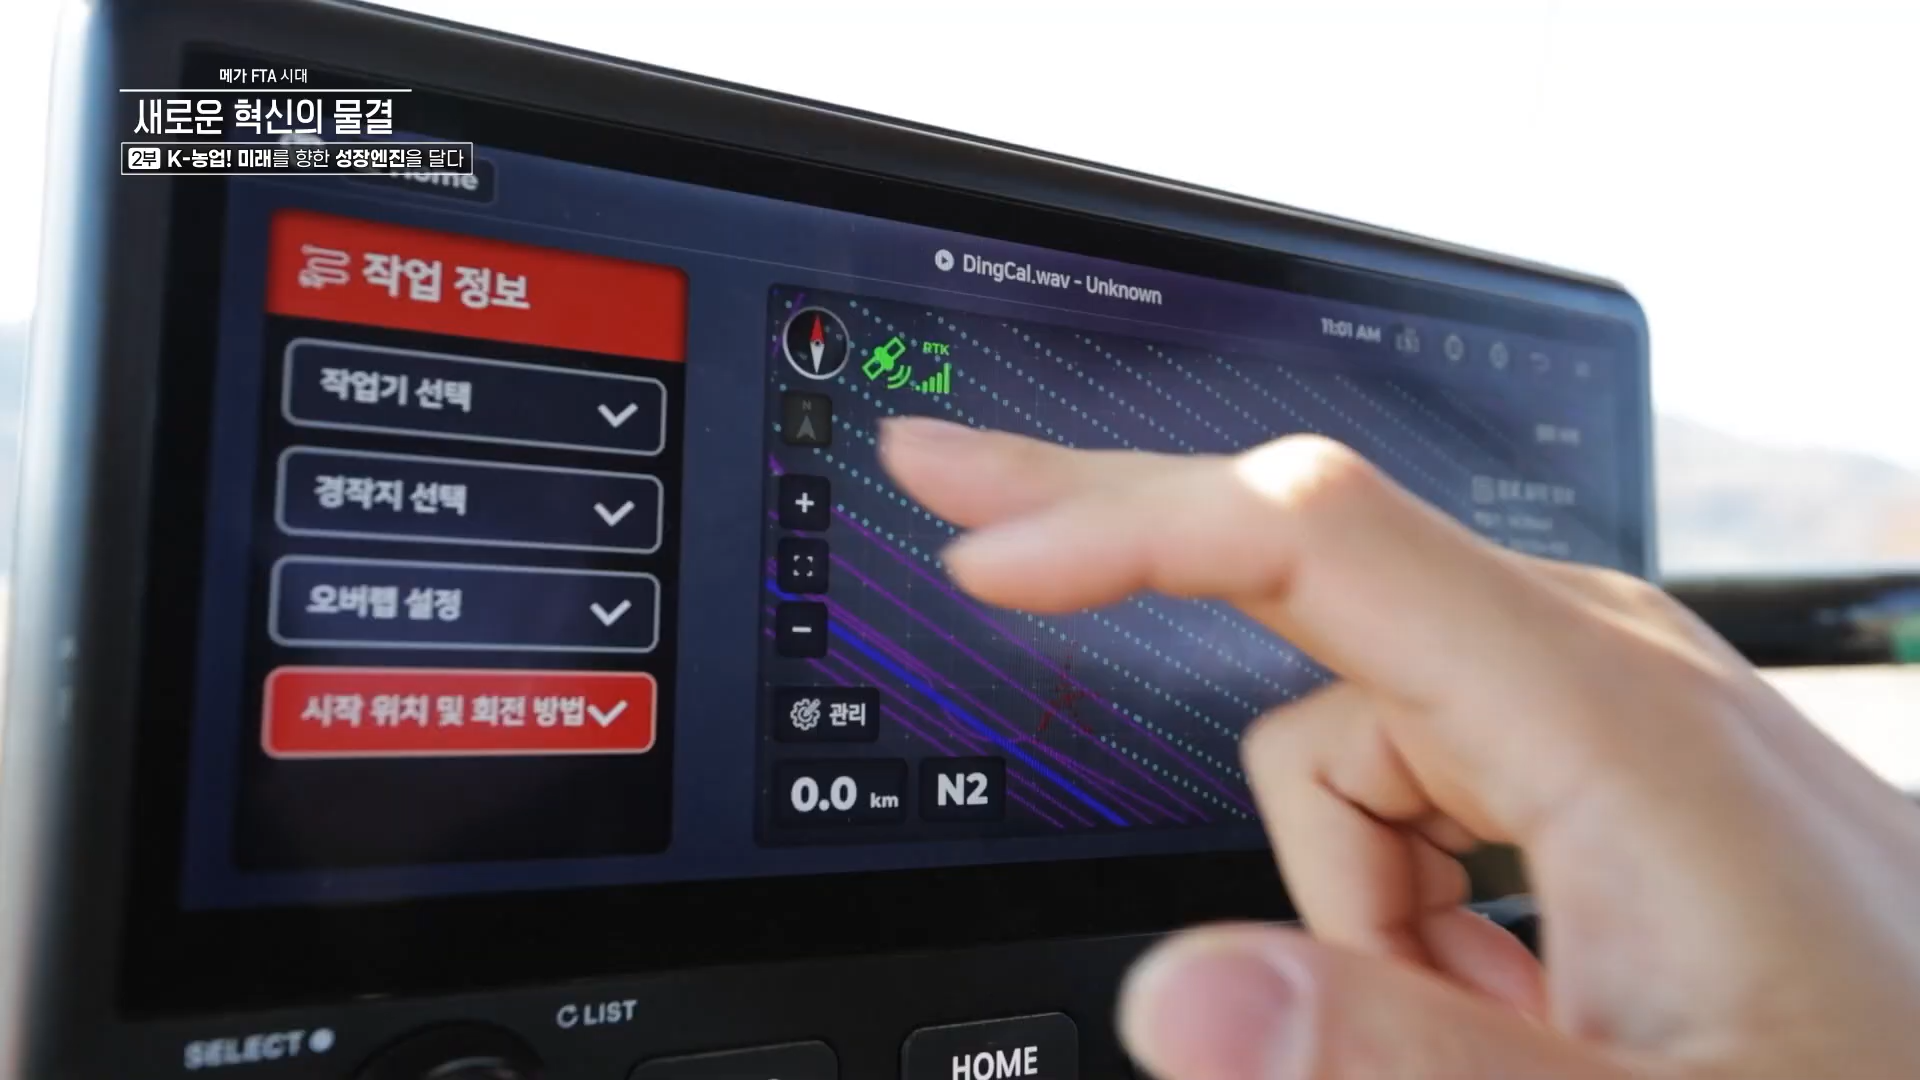 메가 FTA 시대
새로운 혁신의 물결
2부 K-농업! 미래를 향한 성장엔진을 달다
Home
작업 정보
작업기 선택
경작지 선택
오버랩 설정
시작 위치 및 회전 방법
DingCal.wav - Unknown
11:01 AM
RTK
N
관리
0.0 km
N2
SELECT
LIST
HOME